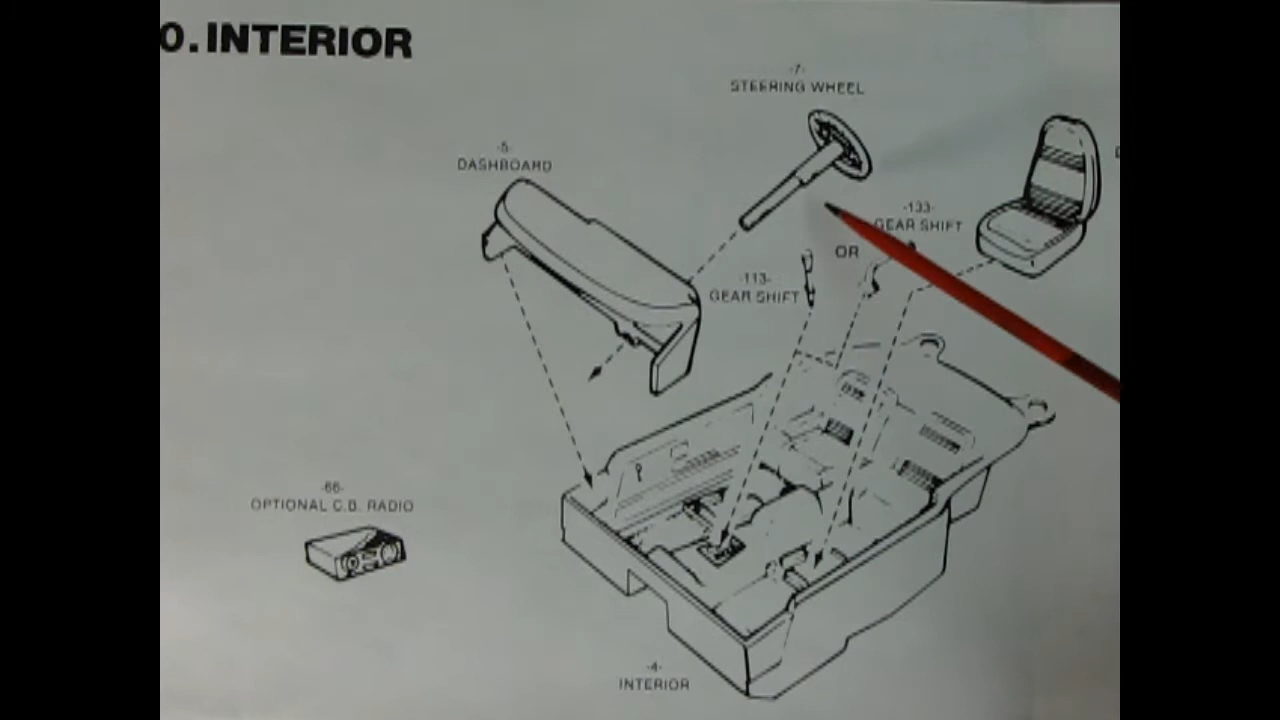 0. INTERIOR
-7-
STEERING WHEEL
-5-
DASHBOARD
-133-
GEAR SHIFT
OR
-113-
GEAR SHIFT
-66-
OPTIONAL C.B. RADIO
-4-
INTERIOR